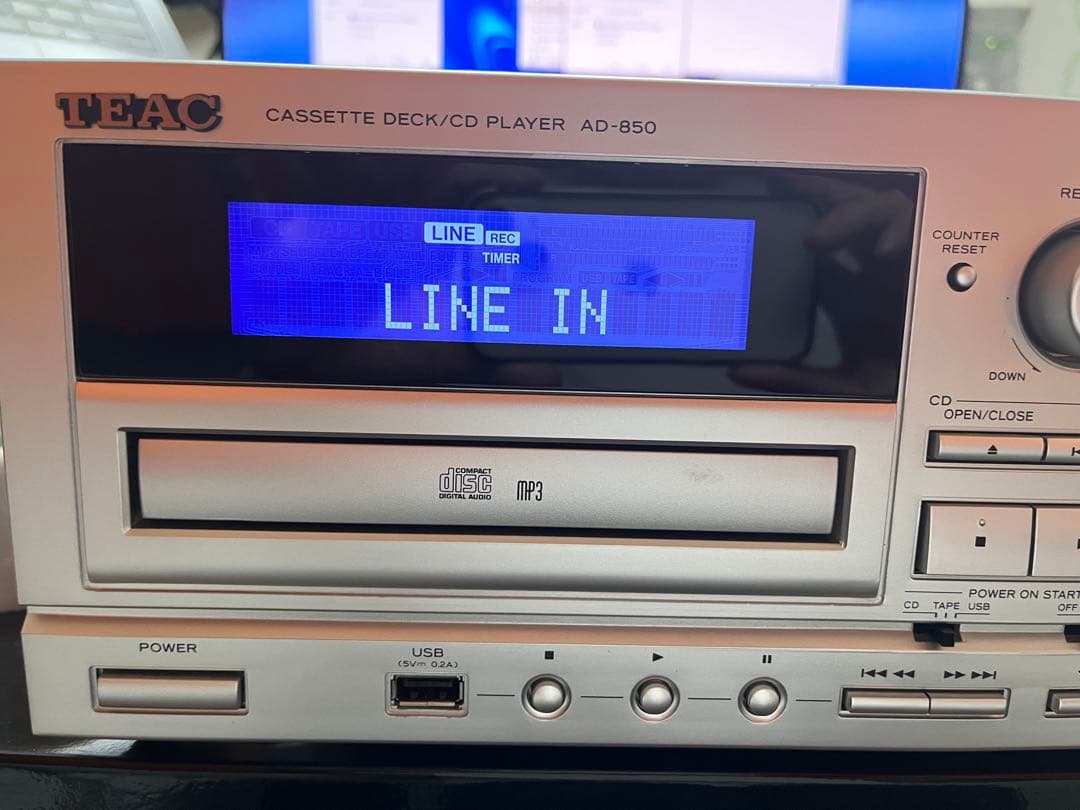 TEAC
CASSETTE DECK/CD PLAYER AD-850
LINE REC
TIMER
LINE IN
COUNTER
RESET
RE
DOWN
CD
OPEN/CLOSE
COMPACT
disc
DIGITAL AUDIO
MP3
POWER ON START
CD TAPE USB
OFF
POWER
USB
(5V 0.2A)